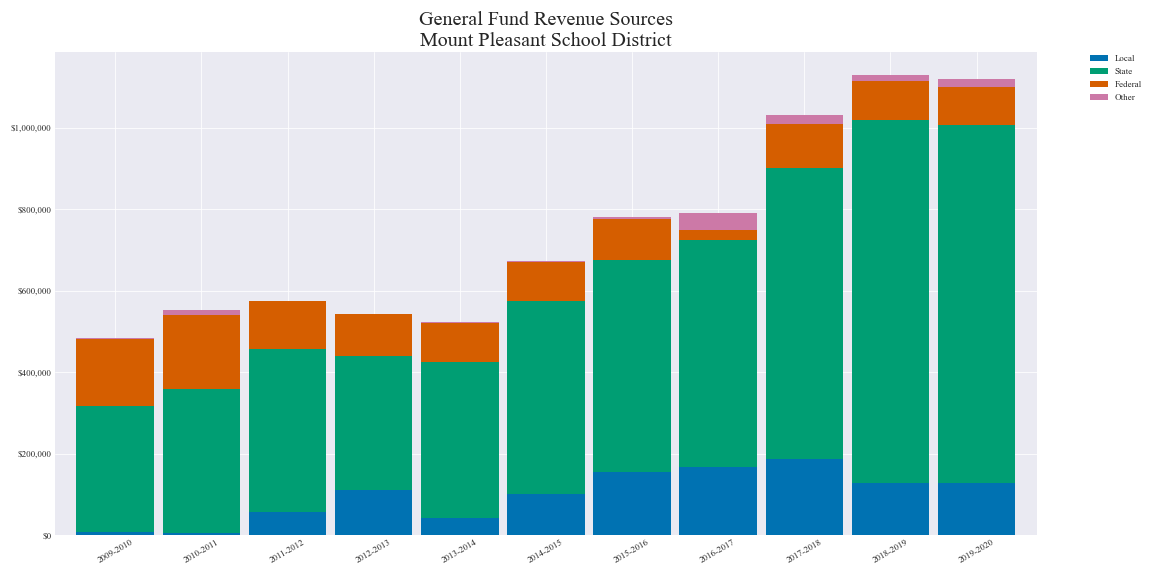 General Fund Revenue Sources
Mount Pleasant School District
Local
State
Federal
Other
$1,000,000
$800,000
$600,000
$400,000
$200,000
$0
2009-2010
2010-2011
2011-2012
2012-2013
2013-2014
2014-2015
2015-2016
2016-2017
2017-2018
2018-2019
2019-2020